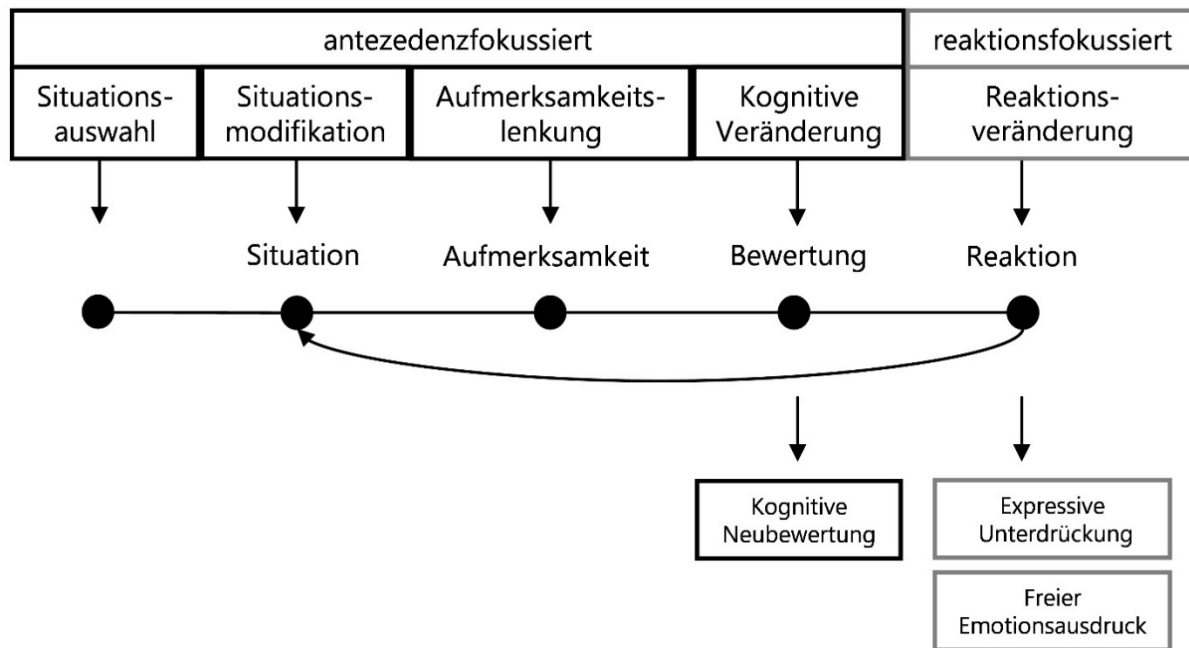 antezedenzfokussiert
reaktionsfokussiert
Situations-
auswahl
Situations-
modifikation
Aufmerksamkeits-
lenkung
Kognitive
Veränderung
Reaktions-
veränderung
Situation
Aufmerksamkeit
Bewertung
Reaktion
Kognitive
Neubewertung
Expressive
Unterdrückung
Freier
Emotionsausdruck